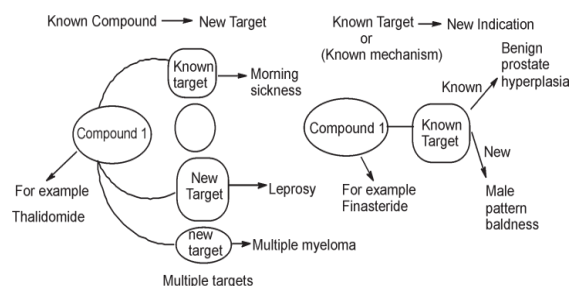 Known Compound New Target
Known target
Morning sickness
Compound 1
For example
Thalidomide
New Target
Leprosy
new target
Multiple myeloma
Multiple targets
Known Target New Indication
or
(Known mechanism)
Benign prostate hyperplasia
Known
Compound 1
Known Target
New
For example Finasteride
Male pattern baldness